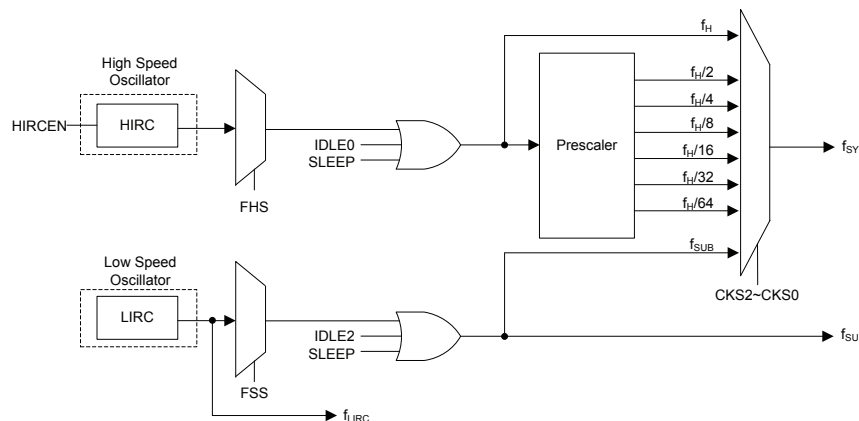 High Speed
Oscillator
HIRCEN
HIRC
FHS
IDLE0
SLEEP
Prescaler
fH
fH/2
fH/4
fH/8
fH/16
fH/32
fH/64
fSUB
CKS2~CKS0
fSY
Low Speed
Oscillator
LIRC
FSS
IDLE2
SLEEP
fSU
fLIRC